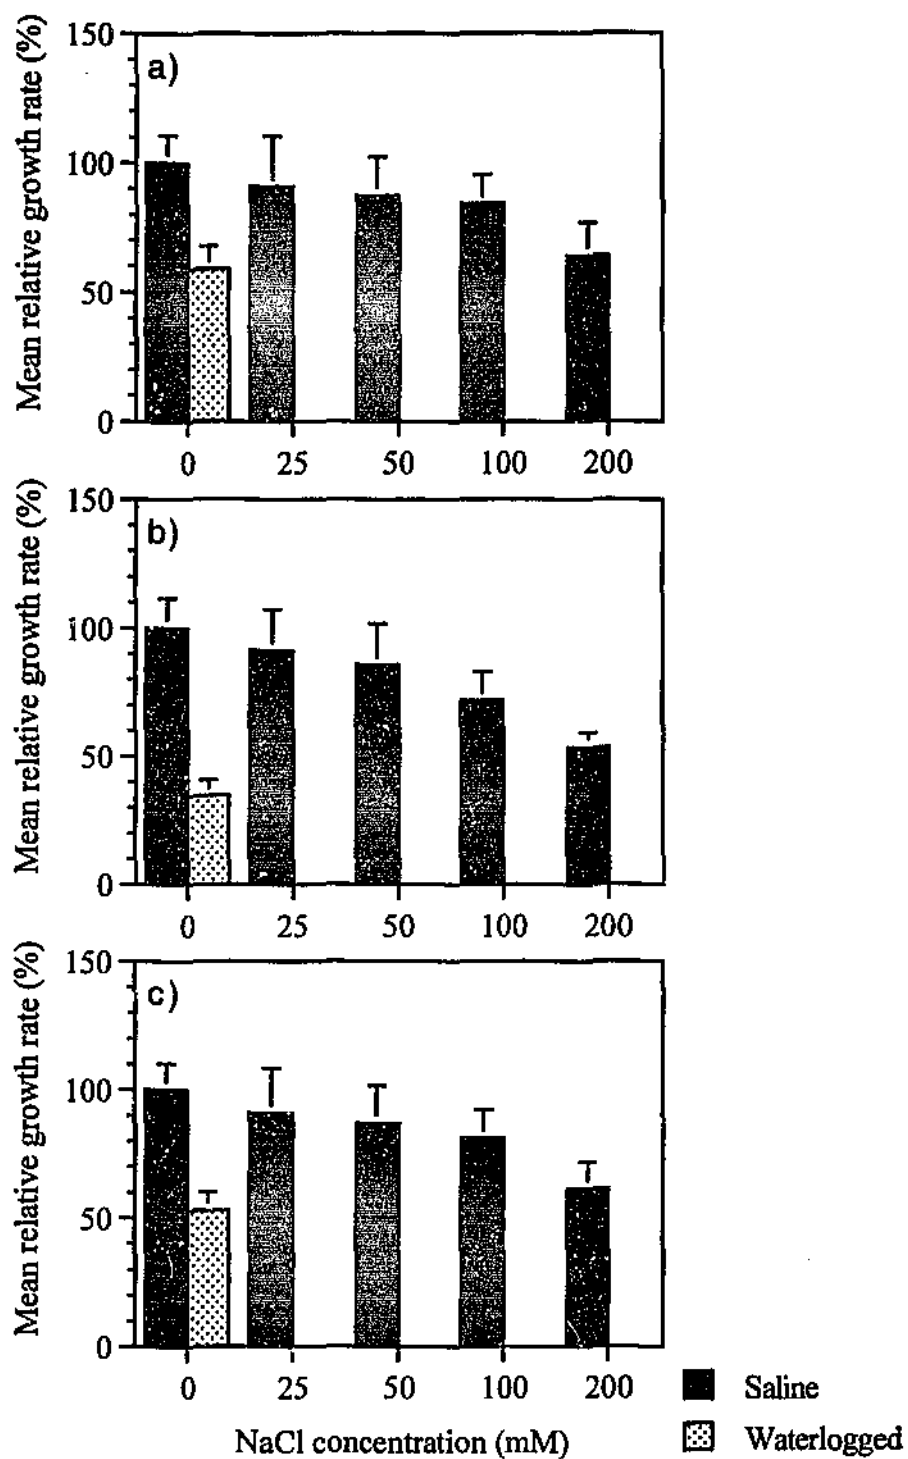 Mean relative growth rate (%)
150
100
50
0
a)
0 25 50 100 200
Mean relative growth rate (%)
150
100
50
0
b)
0 25 50 100 200
Mean relative growth rate (%)
150
100
50
0
c)
0 25 50 100 200
NaCl concentration (mM)
Saline
Waterlogged